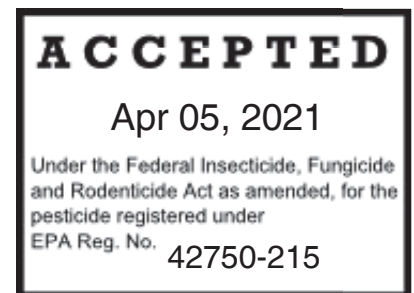 ACCEPTED
Apr 05, 2021
Under the Federal Insecticide, Fungicide
and Rodenticide Act as amended, for the
pesticide registered under
EPA Reg. No. 42750-215